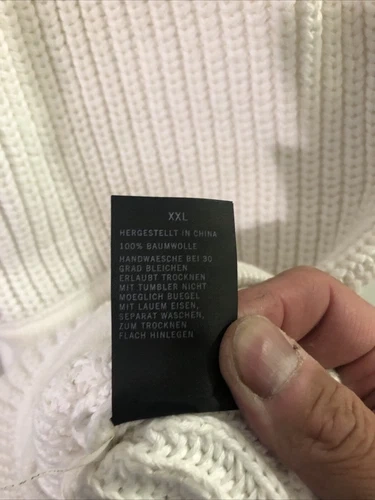 XXL
HERGESTELLT IN CHINA
100% BAUMWOLLE
HANDWAESCHE BEI 30
GRAD BLEICHEN
ERLAUBT TROCKNEN
MIT TUMBLER NICHT
MOEGLICH BUEGEL
MIT LAUEM EISEN,
SEPARAT WASCHEN,
ZUM TROCKNEN
FLACH HINLEGEN